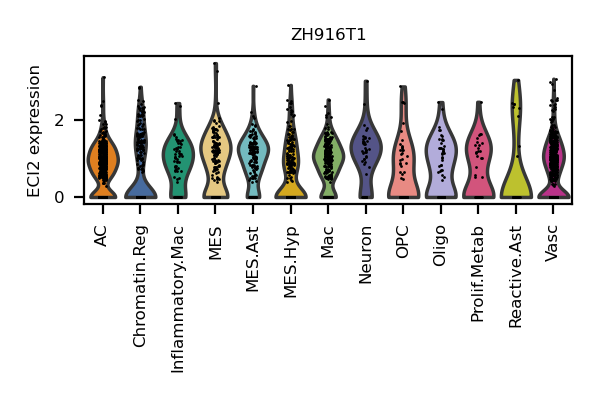 ZH916T1
ECI2 expression
2
0
AC
Chromatin.Reg
Inflammatory.Mac
MES
MES.Ast
MES.Hyp
Mac
Neuron
OPC
Oligo
Prolif.Metab
Reactive.Ast
Vasc